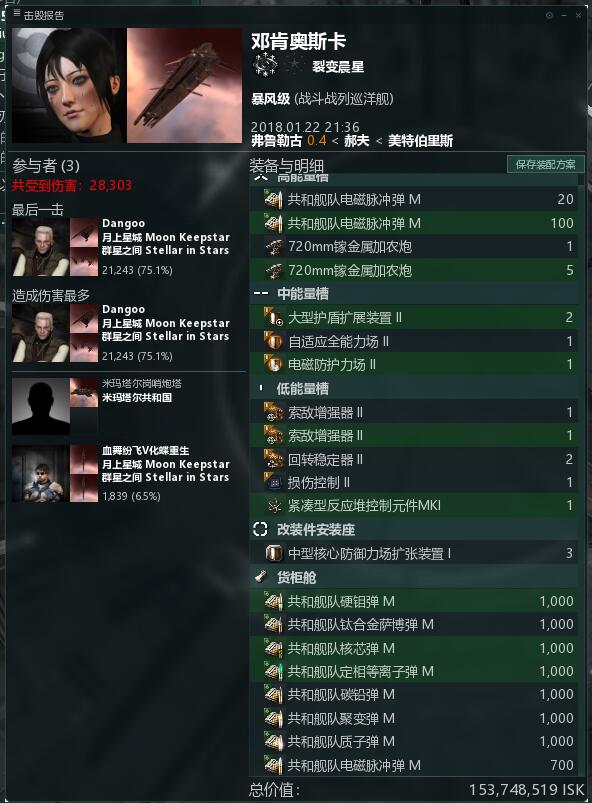 击毁报告
邓肯奥斯卡
裂变晨星
暴风级 (战斗战列巡洋舰)
2018.01.22 21:36
弗鲁勒古 0.4 < 郝夫 < 美特伯里斯
参与者 (3)
共受到伤害: 28,303
最后一击
Dangoo
月上星城 Moon Keepstar
群星之间 Stellar in Stars
21,243 (75.1%)
造成伤害最多
Dangoo
月上星城 Moon Keepstar
群星之间 Stellar in Stars
21,243 (75.1%)
米玛塔尔岗哨炮塔
米玛塔尔共和国
血舞纷飞V化蝶重生
月上星城 Moon Keepstar
群星之间 Stellar in Stars
1,839 (6.5%)
装备与明细
保存装配方案
高能量槽
共和舰队电磁脉冲弹 M 20
共和舰队电磁脉冲弹 M 100
720mm镓金属加农炮 1
720mm镓金属加农炮 5
中能量槽
大型护盾扩展装置 II 2
自适应全能力场 II 1
电磁防护力场 II 1
低能量槽
索敌增强器 II 1
索敌增强器 II 1
回转稳定器 II 2
损伤控制 II 1
紧凑型反应堆控制元件MKI 1
改装件安装座
中型核心防御力场扩张装置 I 3
货柜舱
共和舰队硬钼弹 M 1,000
共和舰队钛合金萨博弹 M 1,000
共和舰队核芯弹 M 1,000
共和舰队定相等离子弹 M 1,000
共和舰队碳铅弹 M 1,000
共和舰队聚变弹 M 1,000
共和舰队质子弹 M 1,000
共和舰队电磁脉冲弹 M 700
总价值: 153,748,519 ISK